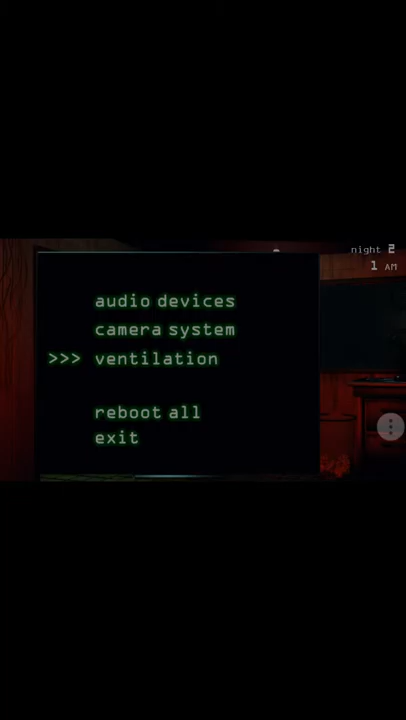 night 2
1 AM
audio devices
camera system
>>> ventilation
reboot all
exit